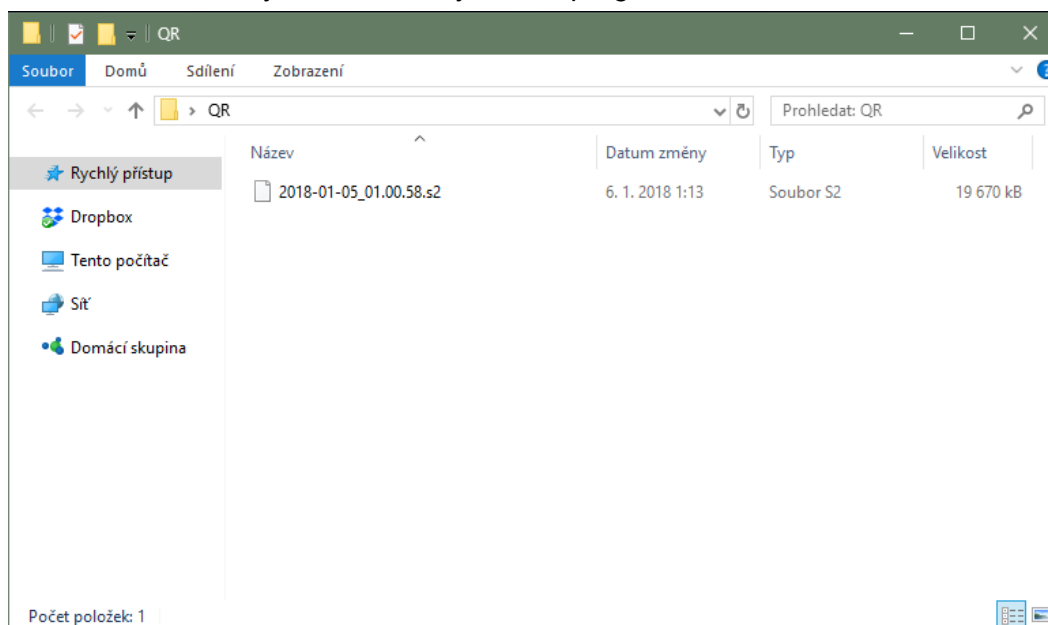 QR
Soubor Domů Sdílení Zobrazení
QR Prohledat: QR
Název Datum změny Typ Velikost
Rychlý přístup
2018-01-05_01.00.58.s2 6. 1. 2018 1:13 Soubor S2 19 670 kB
Dropbox
Tento počítač
Síť
Domácí skupina
Počet položek: 1